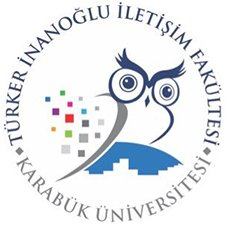 TÜRKER İNANOĞLU İLETİŞİM FAKÜLTESİ
• KARABÜK ÜNİVERSİTESİ •